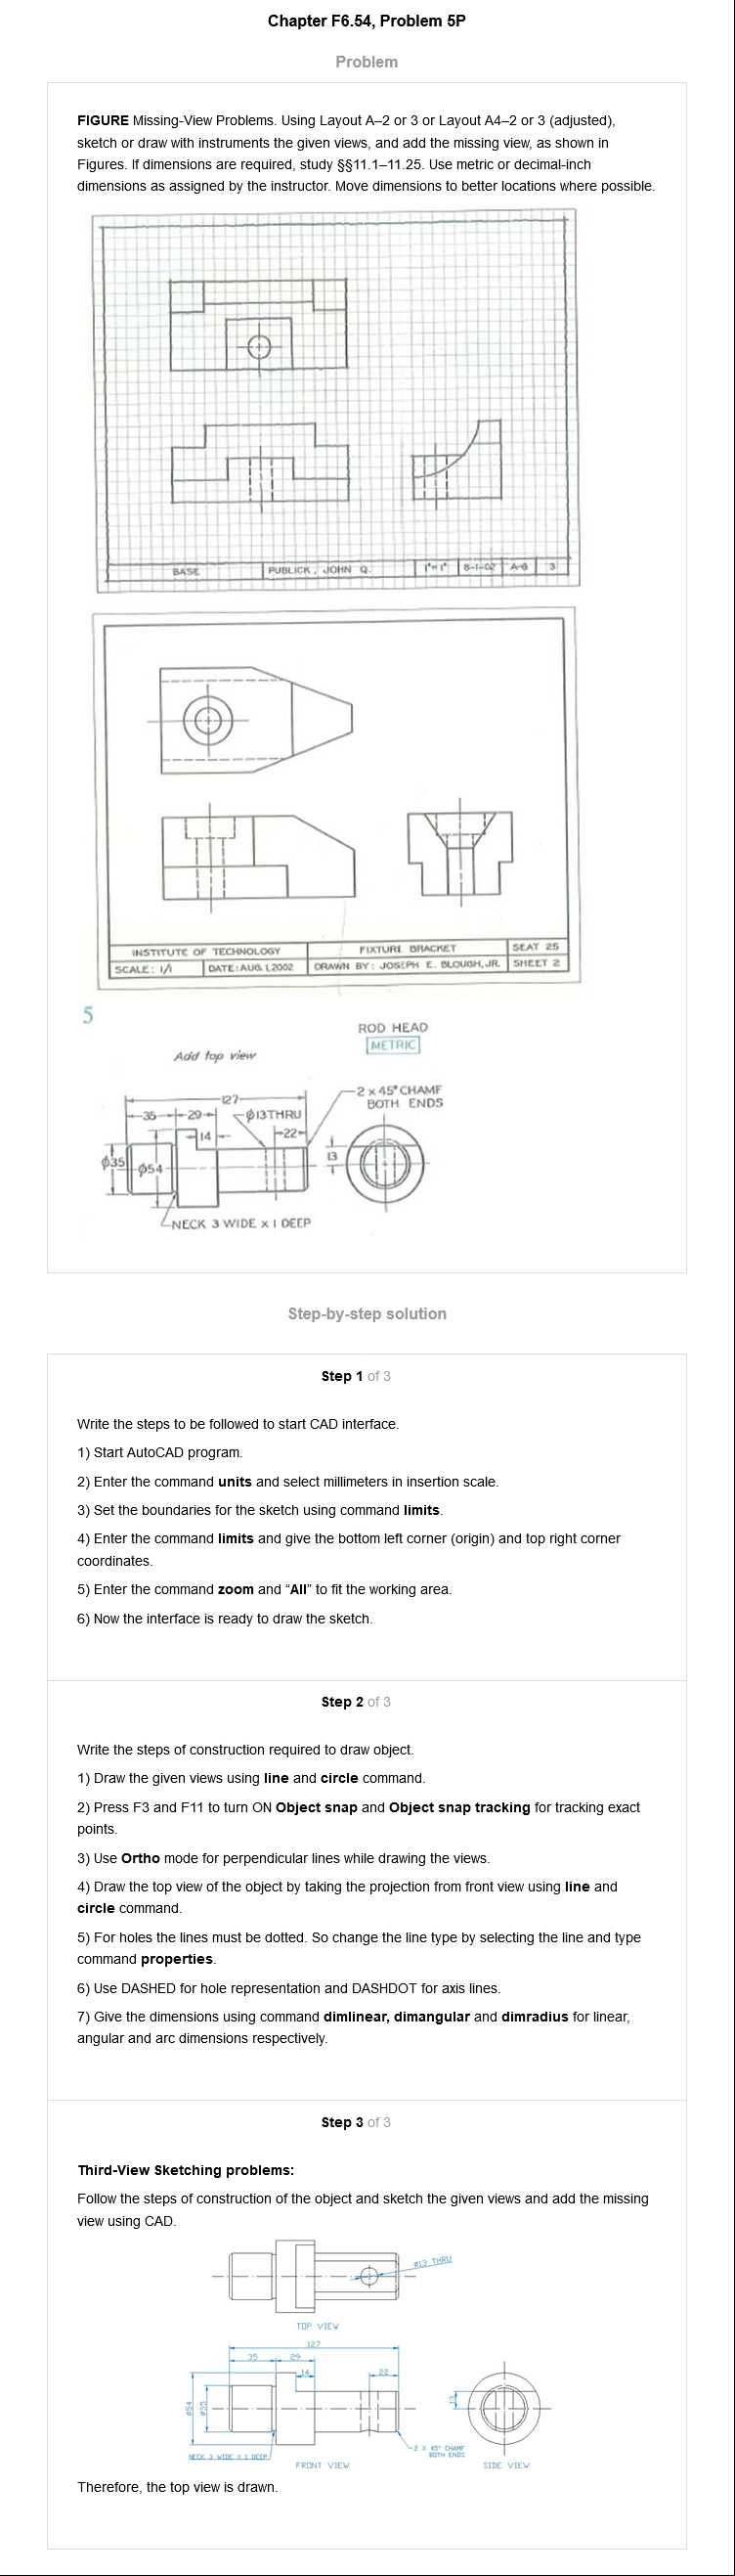 Chapter F6.54, Problem 5P
Problem
FIGURE Missing-View Problems. Using Layout A–2 or 3 or Layout A4–2 or 3 (adjusted),
sketch or draw with instruments the given views, and add the missing view, as shown in
Figures. If dimensions are required, study §§11.1–11.25. Use metric or decimal-inch
dimensions as assigned by the instructor. Move dimensions to better locations where possible.
BASE PUBLICK, JOHN Q. 1"=1" 8-1-02 A-6 3
INSTITUTE OF TECHNOLOGY FIXTURE BRACKET SEAT 25
SCALE: 1/1 DATE: AUG. 1, 2002 DRAWN BY: JOSEPH E. BLOUGH, JR. SHEET 2
5
ROD HEAD
METRIC
Add top view
127
2 x 45° CHAMF
BOTH ENDS
35 29 Ø13 THRU
14 22
Ø35 Ø54 13
NECK 3 WIDE x 1 DEEP
Step-by-step solution
Step 1 of 3
Write the steps to be followed to start CAD interface.
1) Start AutoCAD program.
2) Enter the command units and select millimeters in insertion scale.
3) Set the boundaries for the sketch using command limits.
4) Enter the command limits and give the bottom left corner (origin) and top right corner
coordinates.
5) Enter the command zoom and “All” to fit the working area.
6) Now the interface is ready to draw the sketch.
Step 2 of 3
Write the steps of construction required to draw object.
1) Draw the given views using line and circle command.
2) Press F3 and F11 to turn ON Object snap and Object snap tracking for tracking exact
points.
3) Use Ortho mode for perpendicular lines while drawing the views.
4) Draw the top view of the object by taking the projection from front view using line and
circle command.
5) For holes the lines must be dotted. So change the line type by selecting the line and type
command properties.
6) Use DASHED for hole representation and DASHDOT for axis lines.
7) Give the dimensions using command dimlinear, dimangular and dimradius for linear,
angular and arc dimensions respectively.
Step 3 of 3
Third-View Sketching problems:
Follow the steps of construction of the object and sketch the given views and add the missing
view using CAD.
Ø13 THRU
TOP VIEW
127
35 29
14 22
Ø54 Ø35 13
NECK 3 WIDE X 1 DEEP
2 X 45° CHAMF
BOTH ENDS
FRONT VIEW SIDE VIEW
Therefore, the top view is drawn.